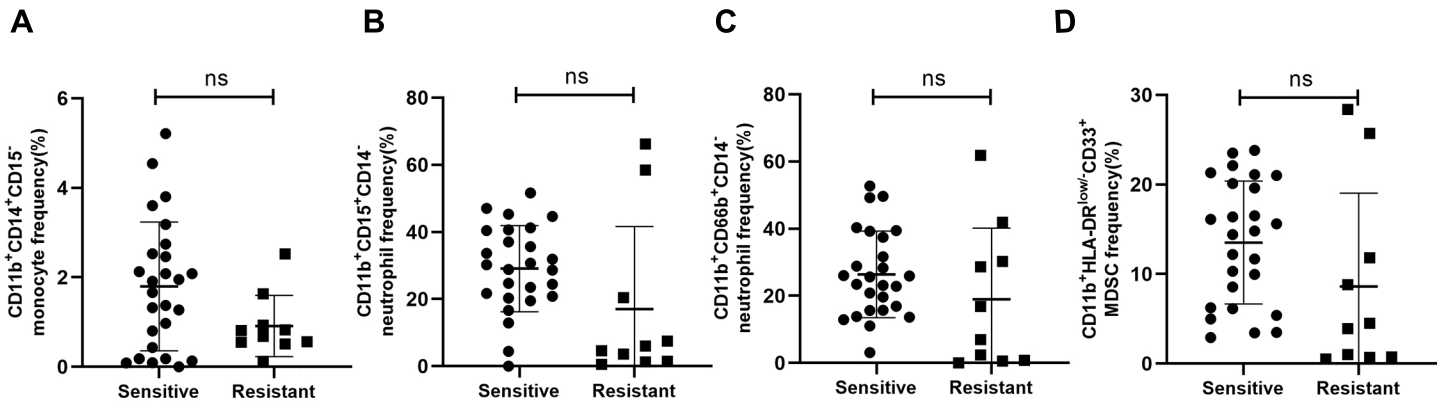 A
B
C
D
ns
ns
ns
ns
CD11b⁺CD14⁺CD15⁻
monocyte frequency(%)
6
4
2
0
Sensitive
Resistant
CD11b⁺CD15⁺CD14⁻
neutrophil frequency(%)
80
60
40
20
0
Sensitive
Resistant
CD11b⁺CD66b⁺CD14⁻
neutrophil frequency(%)
80
60
40
20
0
Sensitive
Resistant
CD11b⁺HLA-DRˡᵒʷ/⁻CD33⁺
MDSC frequency(%)
30
20
10
0
Sensitive
Resistant